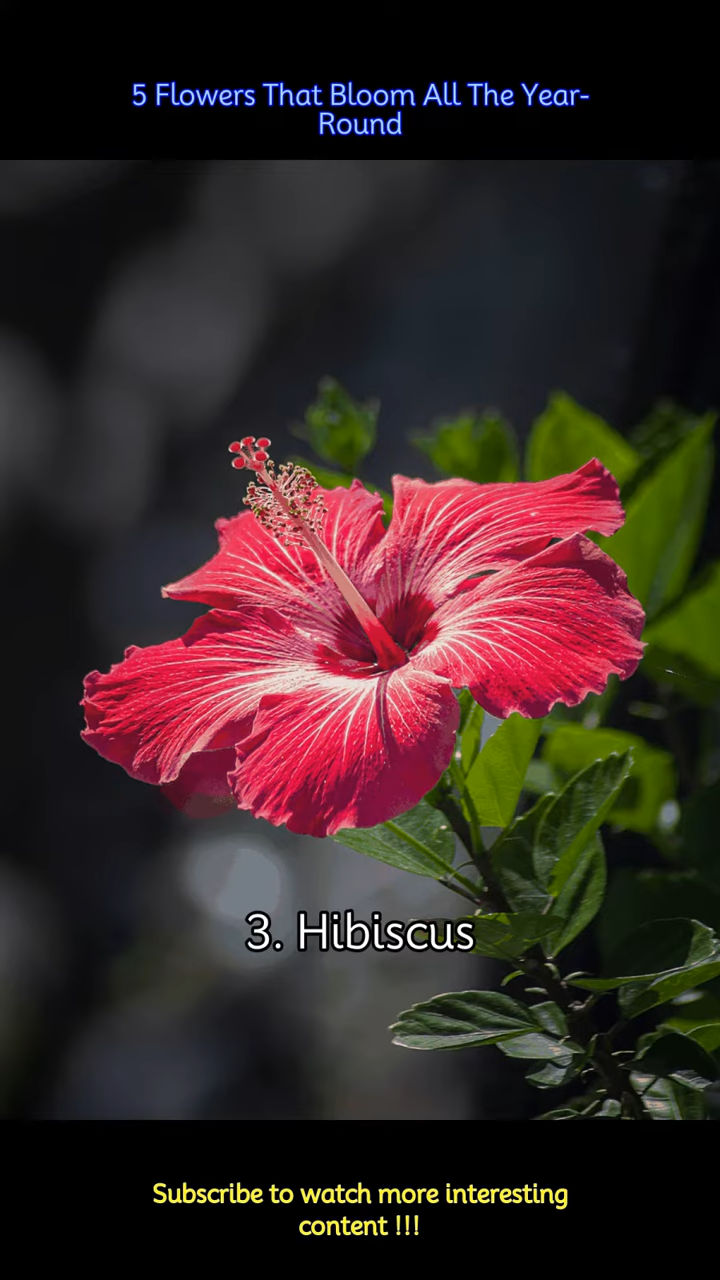 5 Flowers That Bloom All The Year-
Round
3. Hibiscus
Subscribe to watch more interesting
content !!!